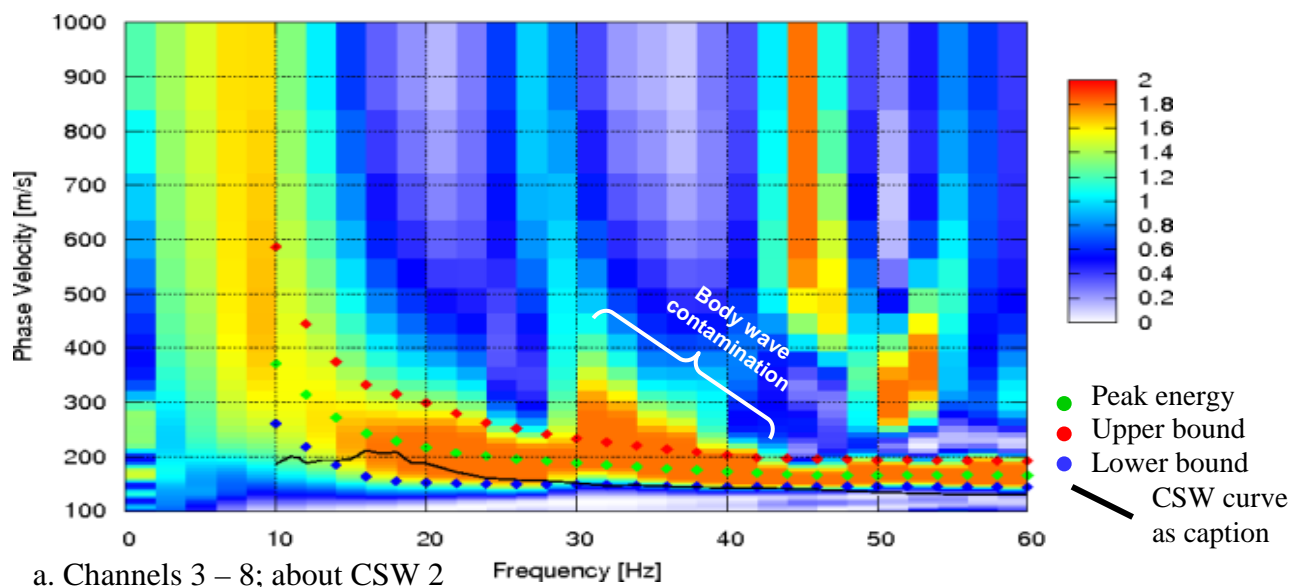 1000
900
800
700
600
500
400
300
200
100
Phase Velocity [m/s]
0
10
20
30
40
50
60
Frequency [Hz]
Body wave
contamination
2
1.8
1.6
1.4
1.2
1
0.8
0.6
0.4
0.2
0
Peak energy
Upper bound
Lower bound
CSW curve
as caption
a. Channels 3 – 8; about CSW 2